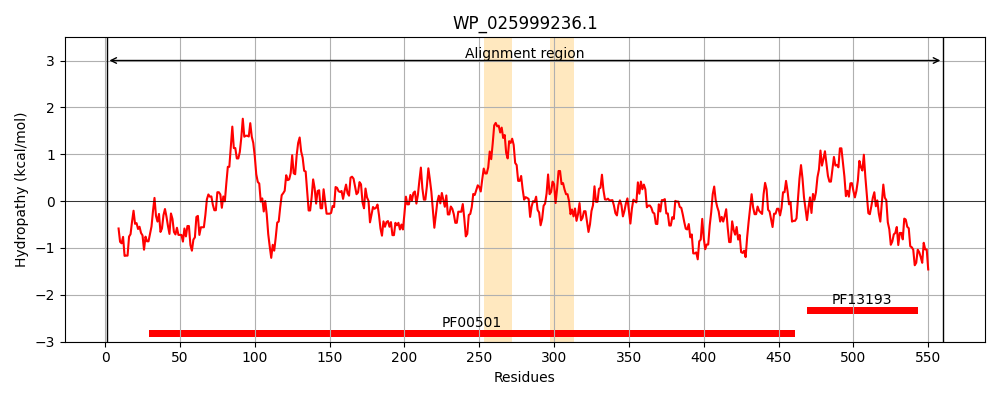 WP_025999236.1
Alignment region
3
2
1
0
−1
−2
−3
Hydropathy (kcal/mol)
PF13193
PF00501
0 50 100 150 200 250 300 350 400 450 500 550
Residues